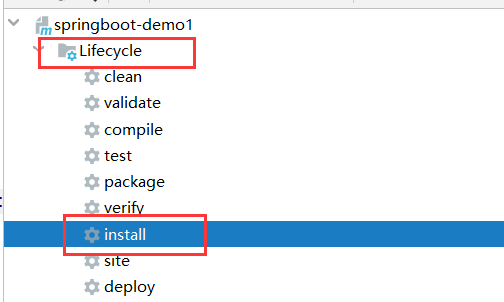 springboot-demo1
Lifecycle
clean
validate
compile
test
package
verify
install
site
deploy